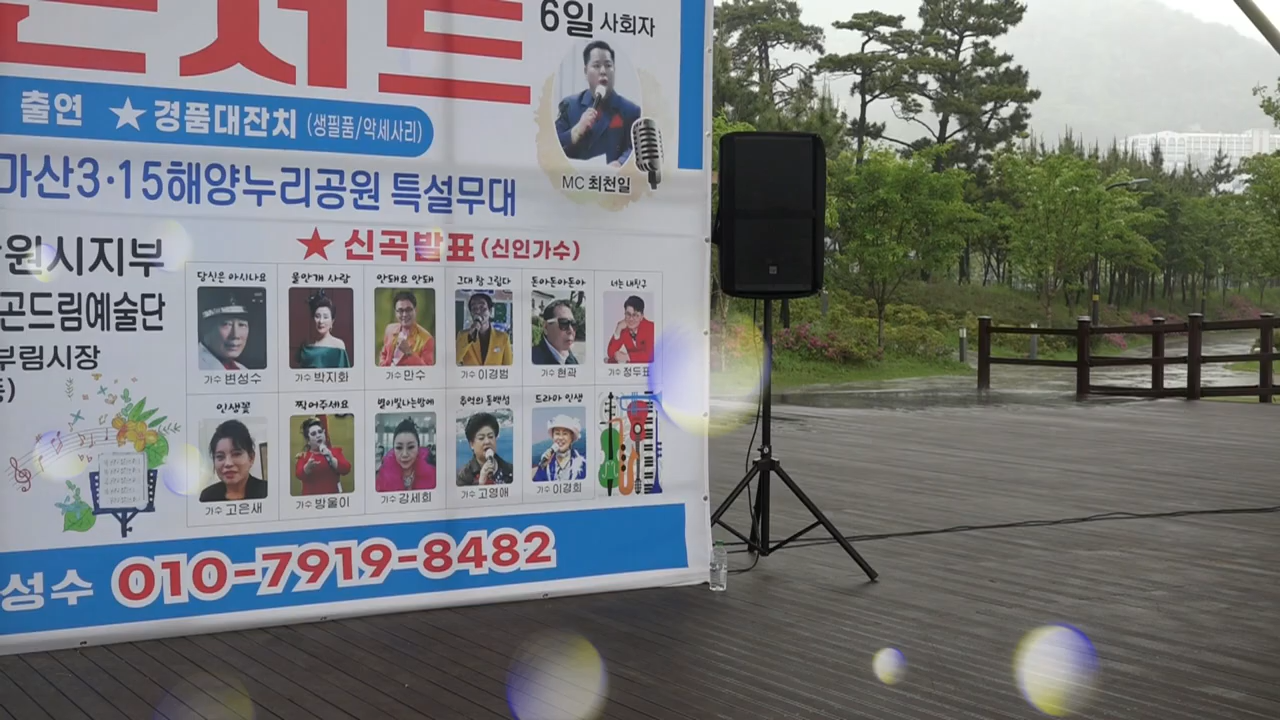 콘서트
6일 사회자
출연 ★경품대잔치 (생필품/악세사리)
MC 최천일
마산3·15해양누리공원 특설무대
창원시지부
곤드림예술단
부림시장
★신곡발표 (신인가수)
당신은 아시나요
물안개 사람
안돼요 안돼
그대 참 그립다
돈아돈아돈아
너는 내친구
가수 변성수
가수 박지화
가수 만수
가수 이경범
가수 현곽
가수 정두표
인생꽃
찍어주세요
별이빛나는밤에
추억의 동백섬
드라마 인생
가수 고은새
가수 방울이
가수 강세희
가수 고영애
가수 이경희
성수 010-7919-8482